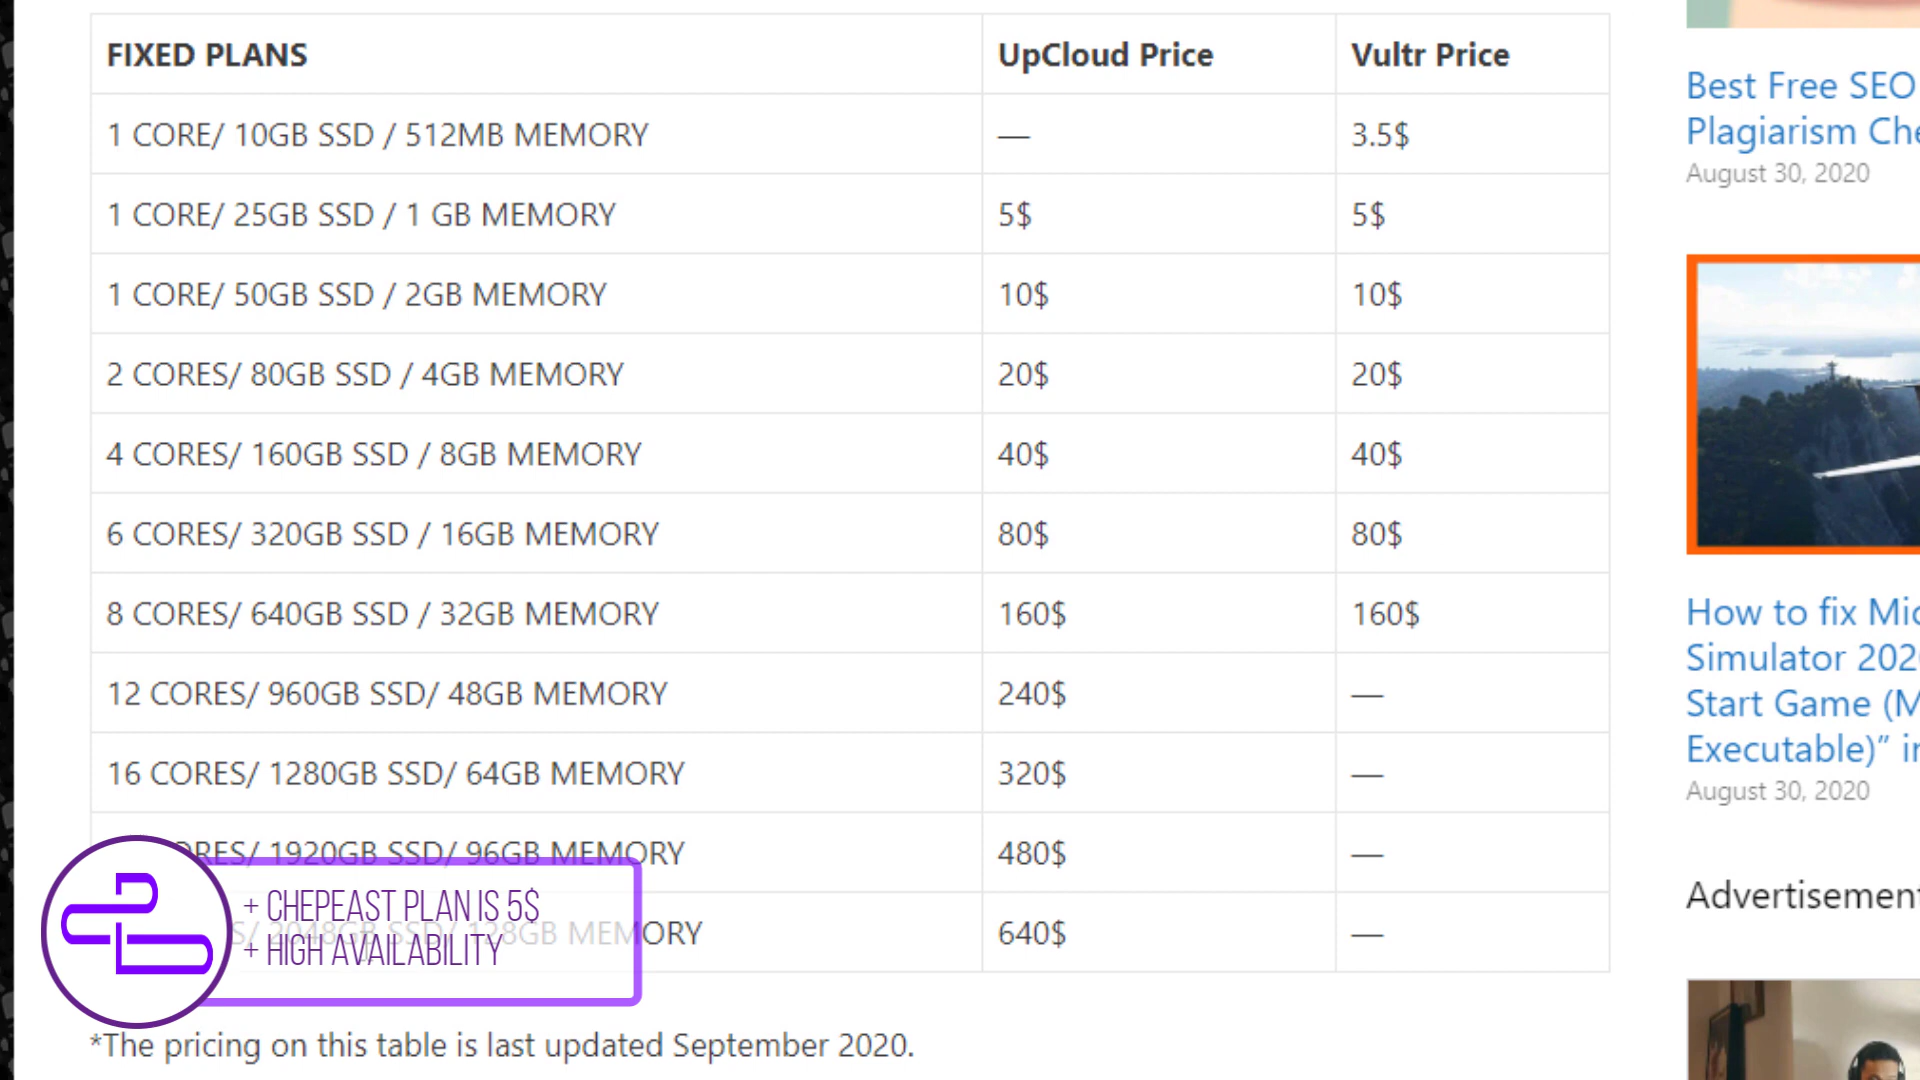 FIXED PLANS UpCloud Price Vultr Price
1 CORE/ 10GB SSD / 512MB MEMORY — 3.5$
1 CORE/ 25GB SSD / 1 GB MEMORY 5$ 5$
1 CORE/ 50GB SSD / 2GB MEMORY 10$ 10$
2 CORES/ 80GB SSD / 4GB MEMORY 20$ 20$
4 CORES/ 160GB SSD / 8GB MEMORY 40$ 40$
6 CORES/ 320GB SSD / 16GB MEMORY 80$ 80$
8 CORES/ 640GB SSD / 32GB MEMORY 160$ 160$
12 CORES/ 960GB SSD/ 48GB MEMORY 240$ —
16 CORES/ 1280GB SSD/ 64GB MEMORY 320$ —
1920GB SSD/ 96GB MEMORY 480$ —
2048GB SSD/ 128GB MEMORY 640$ —
+ CHEPEAST PLAN IS 5$
+ HIGH AVAILABILITY
*The pricing on this table is last updated September 2020.
Best Free SEO
Plagiarism Che
August 30, 2020
How to fix Mic
Simulator 202
Start Game (M
Executable)” in
August 30, 2020
Advertisement